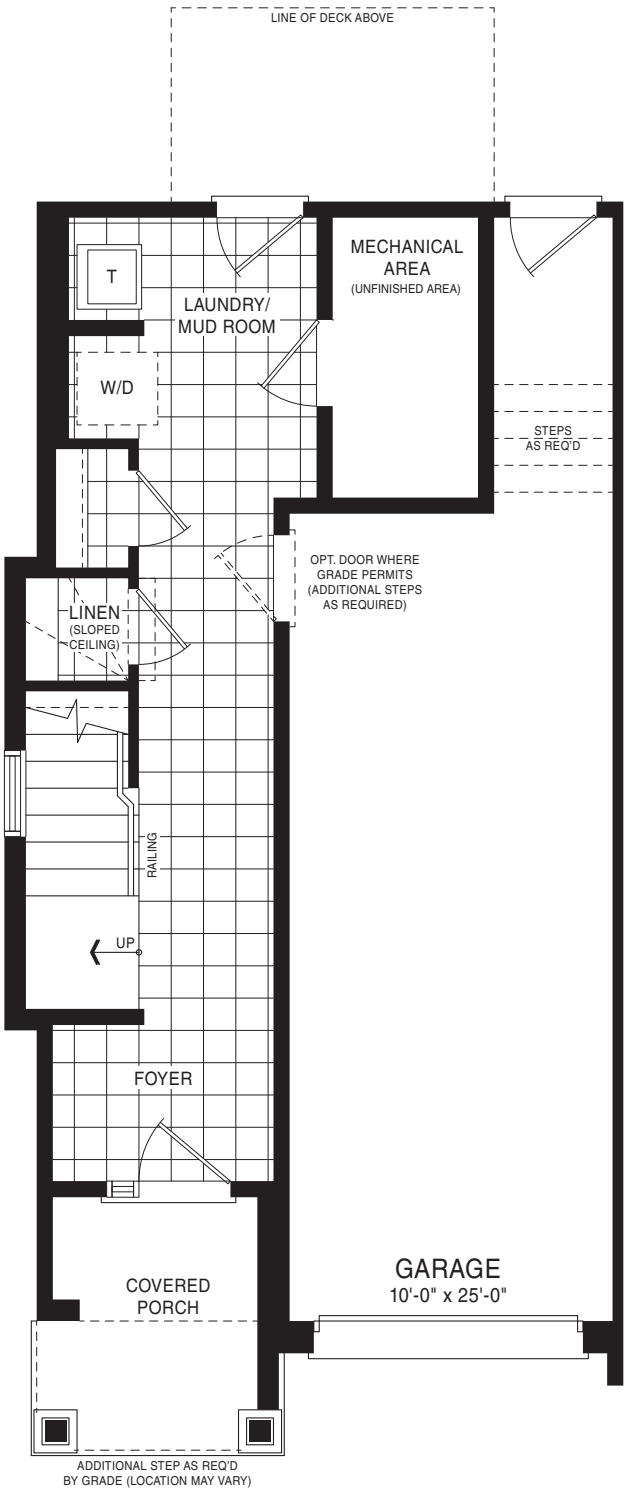 LINE OF DECK ABOVE
MECHANICAL
AREA
(UNFINISHED AREA)
T
LAUNDRY/
MUD ROOM
W/D
STEPS
AS REQ'D
OPT. DOOR WHERE
GRADE PERMITS
(ADDITIONAL STEPS
AS REQUIRED)
LINEN
(SLOPED
CEILING)
RAILING
UP
FOYER
GARAGE
10'-0" x 25'-0"
COVERED
PORCH
ADDITIONAL STEP AS REQ'D
BY GRADE (LOCATION MAY VARY)